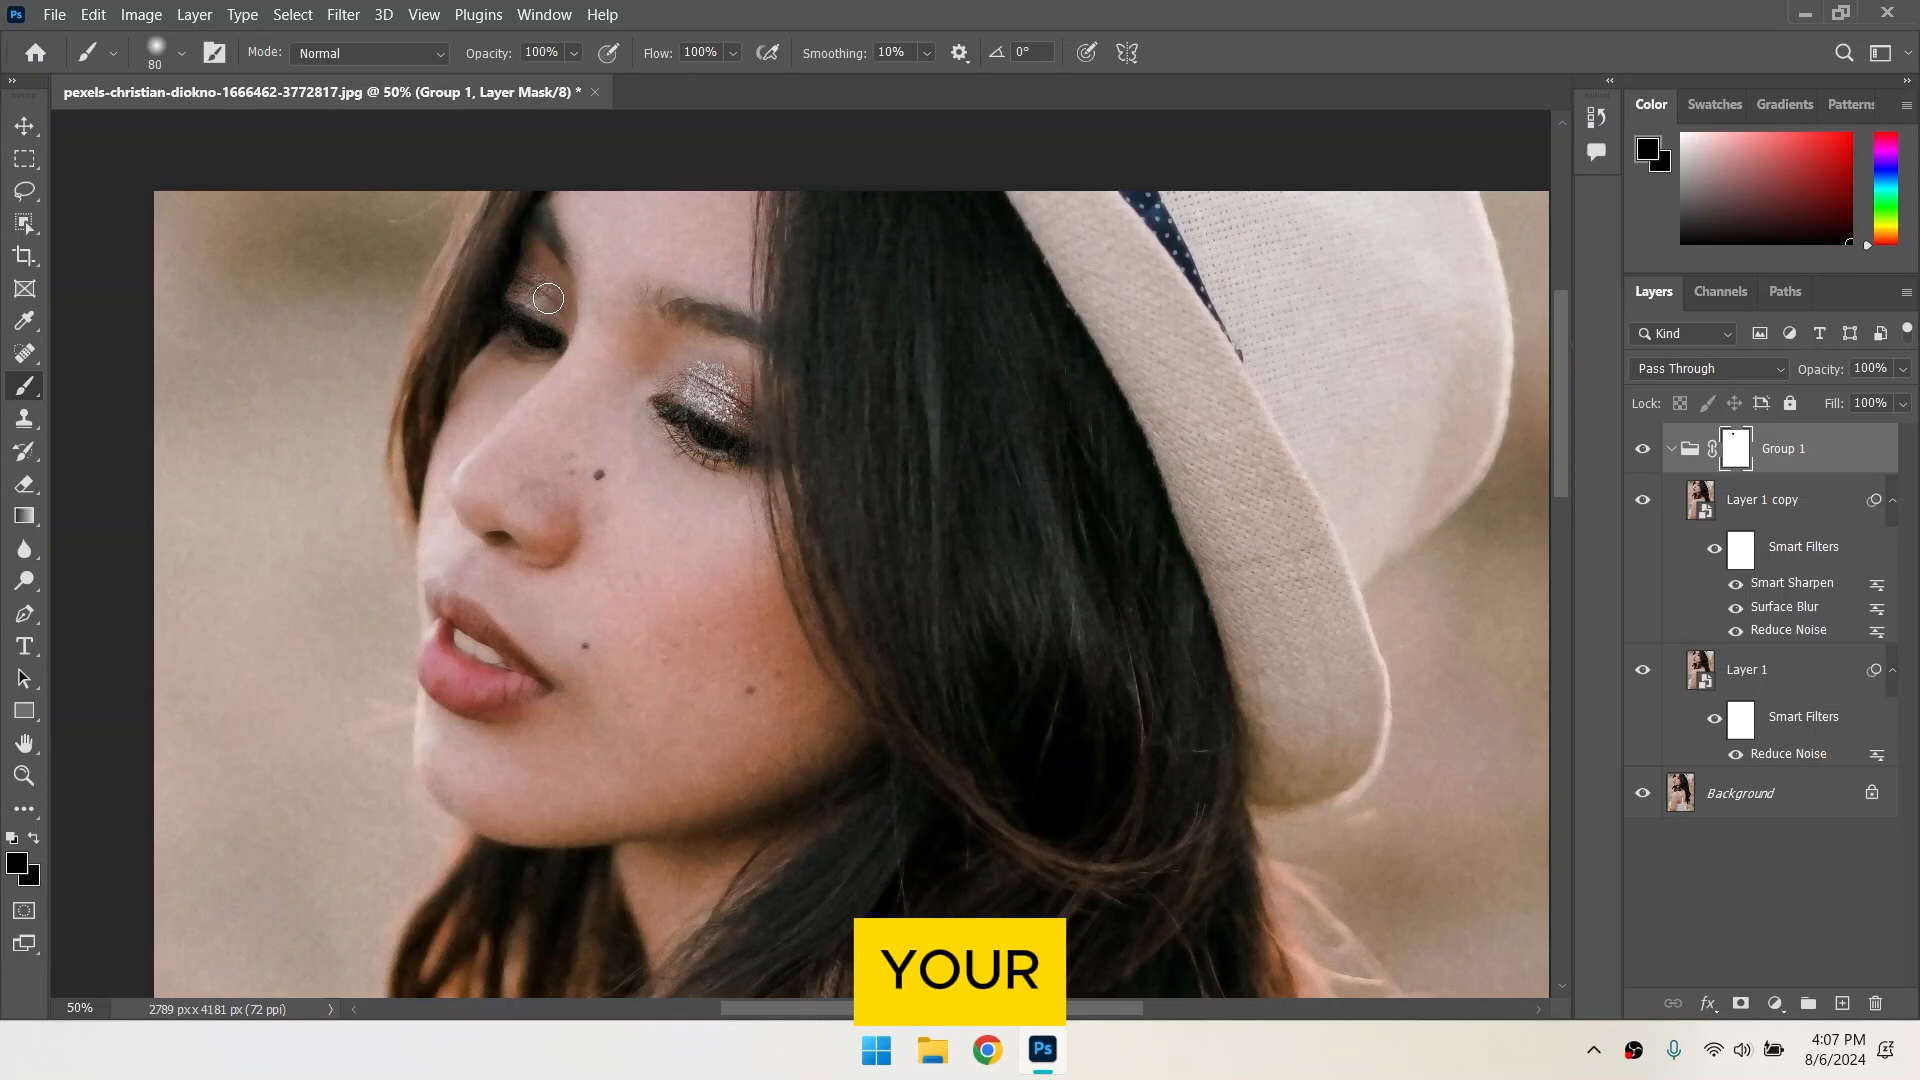 Ps File Edit Image Layer Type Select Filter 3D View Plugins Window Help
80 Mode: Normal Opacity: 100% Flow: 100% Smoothing: 10% 0°
pexels-christian-diokno-1666462-3772817.jpg @ 50% (Group 1, Layer Mask/8) *
Color Swatches Gradients Patterns
Layers Channels Paths
Kind
Pass Through Opacity: 100%
Lock: Fill: 100%
Group 1
Layer 1 copy
Smart Filters
Smart Sharpen
Surface Blur
Reduce Noise
Layer 1
Smart Filters
Reduce Noise
Background
YOUR
50% 2789 px x 4181 px (72 ppi)
Ps
4:07 PM
8/6/2024